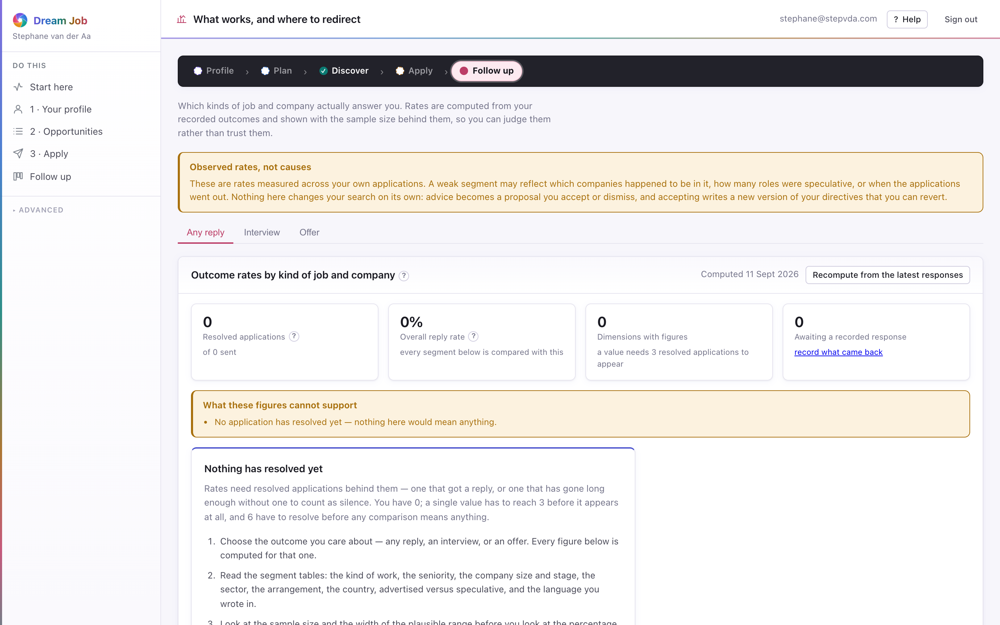 Dream Job
Stephane van der Aa
DO THIS
Start here
1 · Your profile
2 · Opportunities
3 · Apply
Follow up
ADVANCED
What works, and where to redirect
stephane@stepvda.com
? Help
Sign out
Profile › Plan › Discover › Apply › Follow up
Which kinds of job and company actually answer you. Rates are computed from your
recorded outcomes and shown with the sample size behind them, so you can judge them
rather than trust them.
Observed rates, not causes
These are rates measured across your own applications. A weak segment may reflect which companies happened to be in it, how many roles were speculative, or when the applications
went out. Nothing here changes your search on its own: advice becomes a proposal you accept or dismiss, and accepting writes a new version of your directives that you can revert.
Any reply
Interview
Offer
Outcome rates by kind of job and company ?
Computed 11 Sept 2026
Recompute from the latest responses
0
Resolved applications ?
of 0 sent
0%
Overall reply rate ?
every segment below is compared with this
0
Dimensions with figures
a value needs 3 resolved applications to
appear
0
Awaiting a recorded response
record what came back
What these figures cannot support
• No application has resolved yet — nothing here would mean anything.
Nothing has resolved yet
Rates need resolved applications behind them — one that got a reply, or one that has gone long
enough without one to count as silence. You have 0; a single value has to reach 3 before it appears
at all, and 6 have to resolve before any comparison means anything.
1. Choose the outcome you care about — any reply, an interview, or an offer. Every figure below is
computed for that one.
2. Read the segment tables: the kind of work, the seniority, the company size and stage, the
sector, the arrangement, the country, advertised versus speculative, and the language you
wrote in.
3. Look at the sample size and the width of the plausible range before you look at the percentage